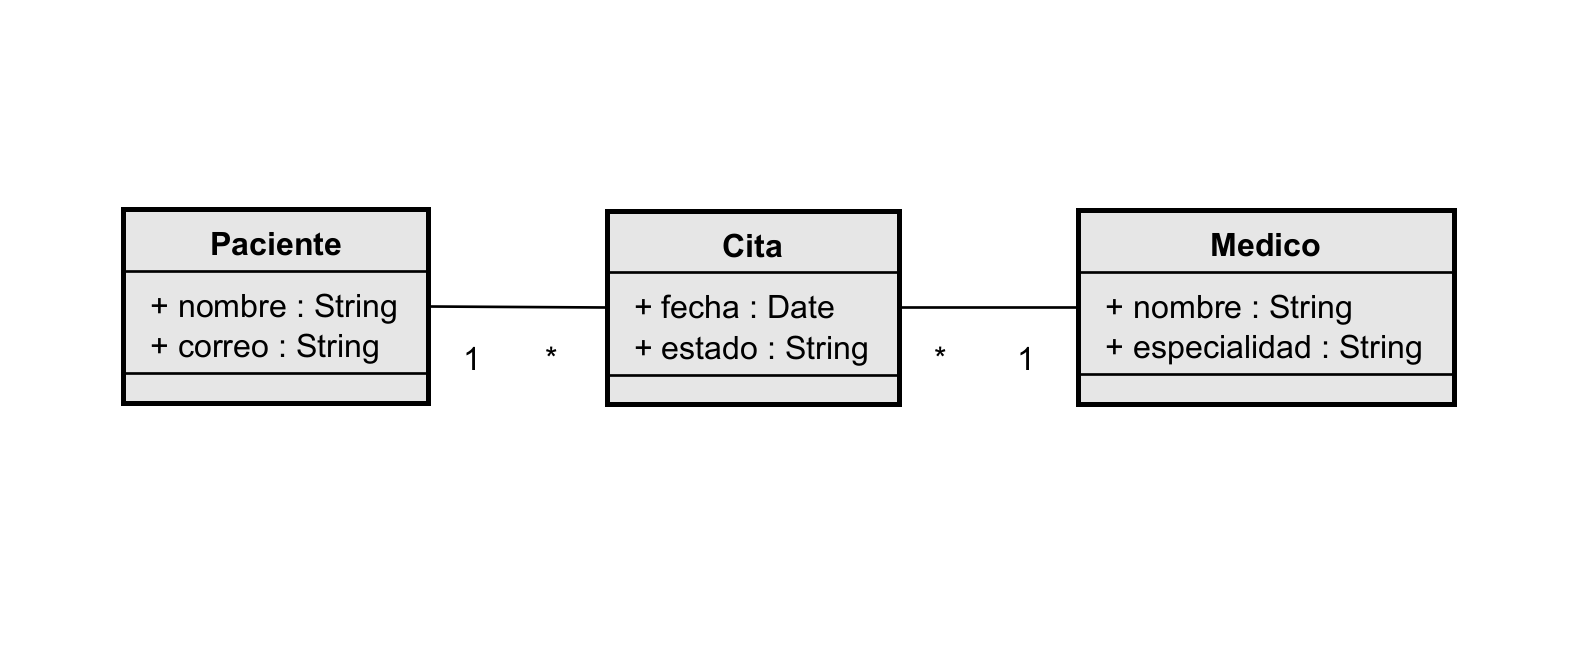 Paciente
+ nombre : String
+ correo : String
1
*
Cita
+ fecha : Date
+ estado : String
*
1
Medico
+ nombre : String
+ especialidad : String